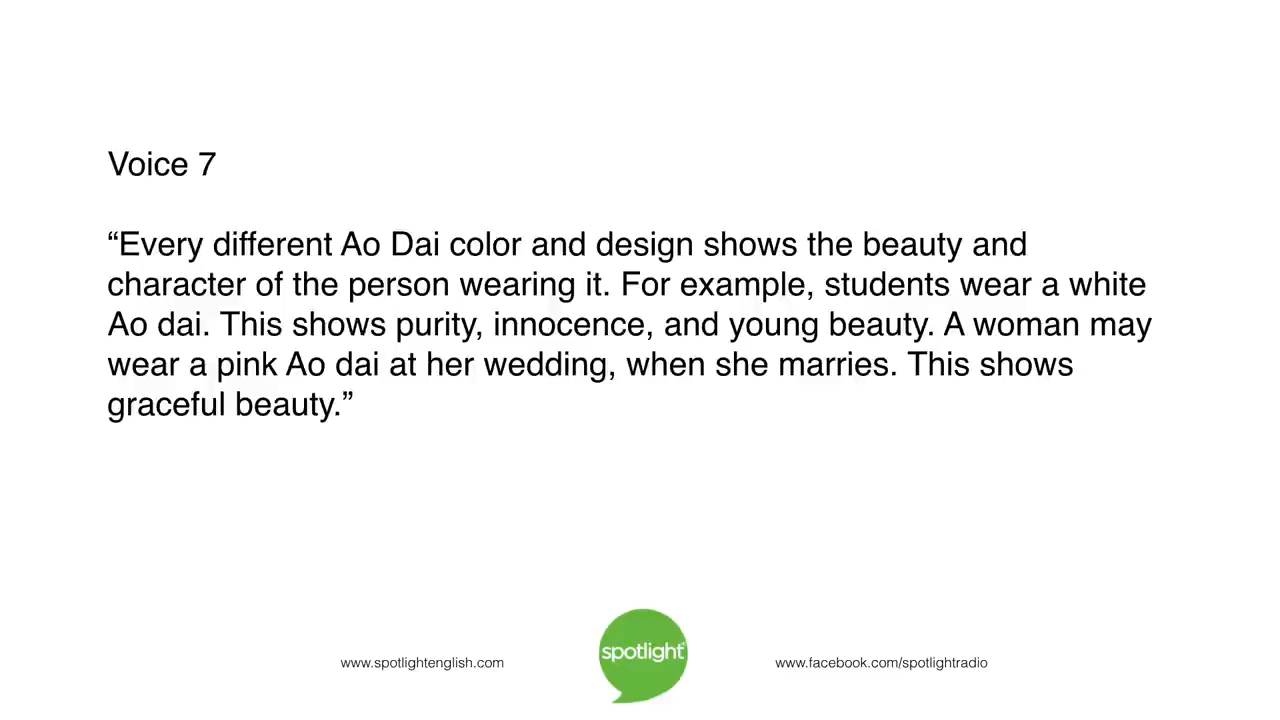 Voice 7
“Every different Ao Dai color and design shows the beauty and
character of the person wearing it. For example, students wear a white
Ao dai. This shows purity, innocence, and young beauty. A woman may
wear a pink Ao dai at her wedding, when she marries. This shows
graceful beauty.”
www.spotlightenglish.com
spotlight
www.facebook.com/spotlightradio